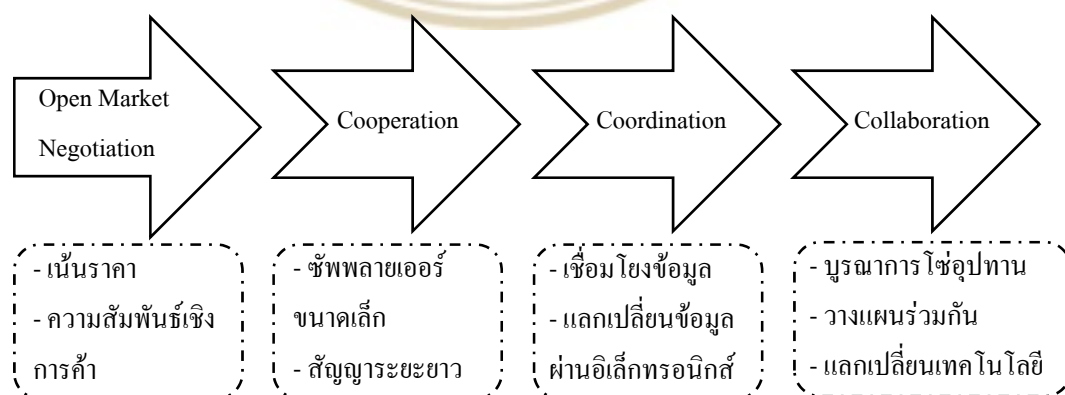 Open Market
Negotiation
Cooperation
Coordination
Collaboration
- เน้นราคา
- ความสัมพันธ์เชิง
การค้า
- ซัพพลายเออร์
ขนาดเล็ก
- สัญญาระยะยาว
- เชื่อมโยงข้อมูล
- แลกเปลี่ยนข้อมูล
ผ่านอิเล็กทรอนิกส์
- บูรณาการโซ่อุปทาน
- วางแผนร่วมกัน
- แลกเปลี่ยนเทคโนโลยี